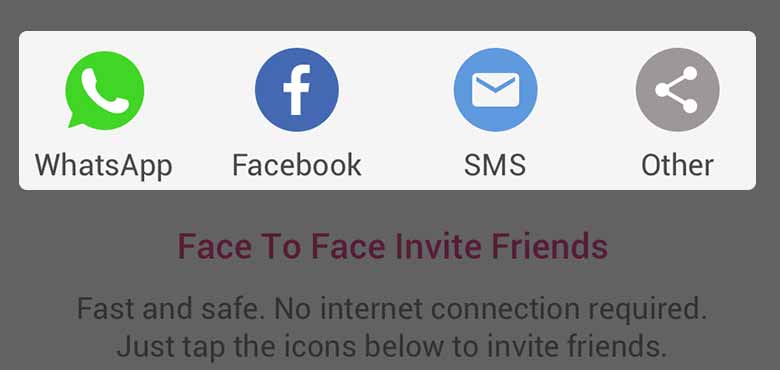 WhatsApp Facebook SMS Other
Face To Face Invite Friends
Fast and safe. No internet connection required.
Just tap the icons below to invite friends.